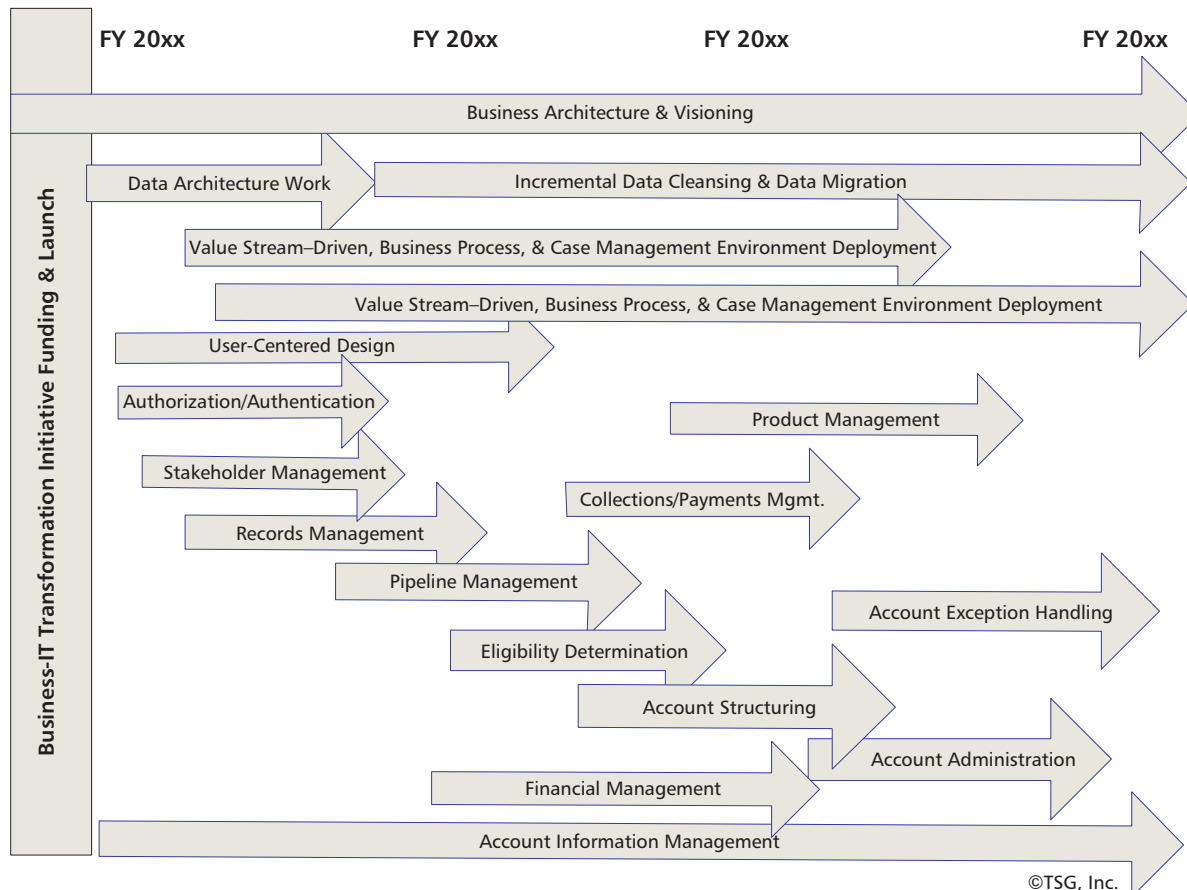 FY 20xx FY 20xx FY 20xx FY 20xx
Business-IT Transformation Initiative Funding & Launch
Business Architecture & Visioning
Data Architecture Work
Incremental Data Cleansing & Data Migration
Value Stream–Driven, Business Process, & Case Management Environment Deployment
Value Stream–Driven, Business Process, & Case Management Environment Deployment
User-Centered Design
Authorization/Authentication
Product Management
Stakeholder Management
Collections/Payments Mgmt.
Records Management
Pipeline Management
Account Exception Handling
Eligibility Determination
Account Structuring
Account Administration
Financial Management
Account Information Management
©TSG, Inc.